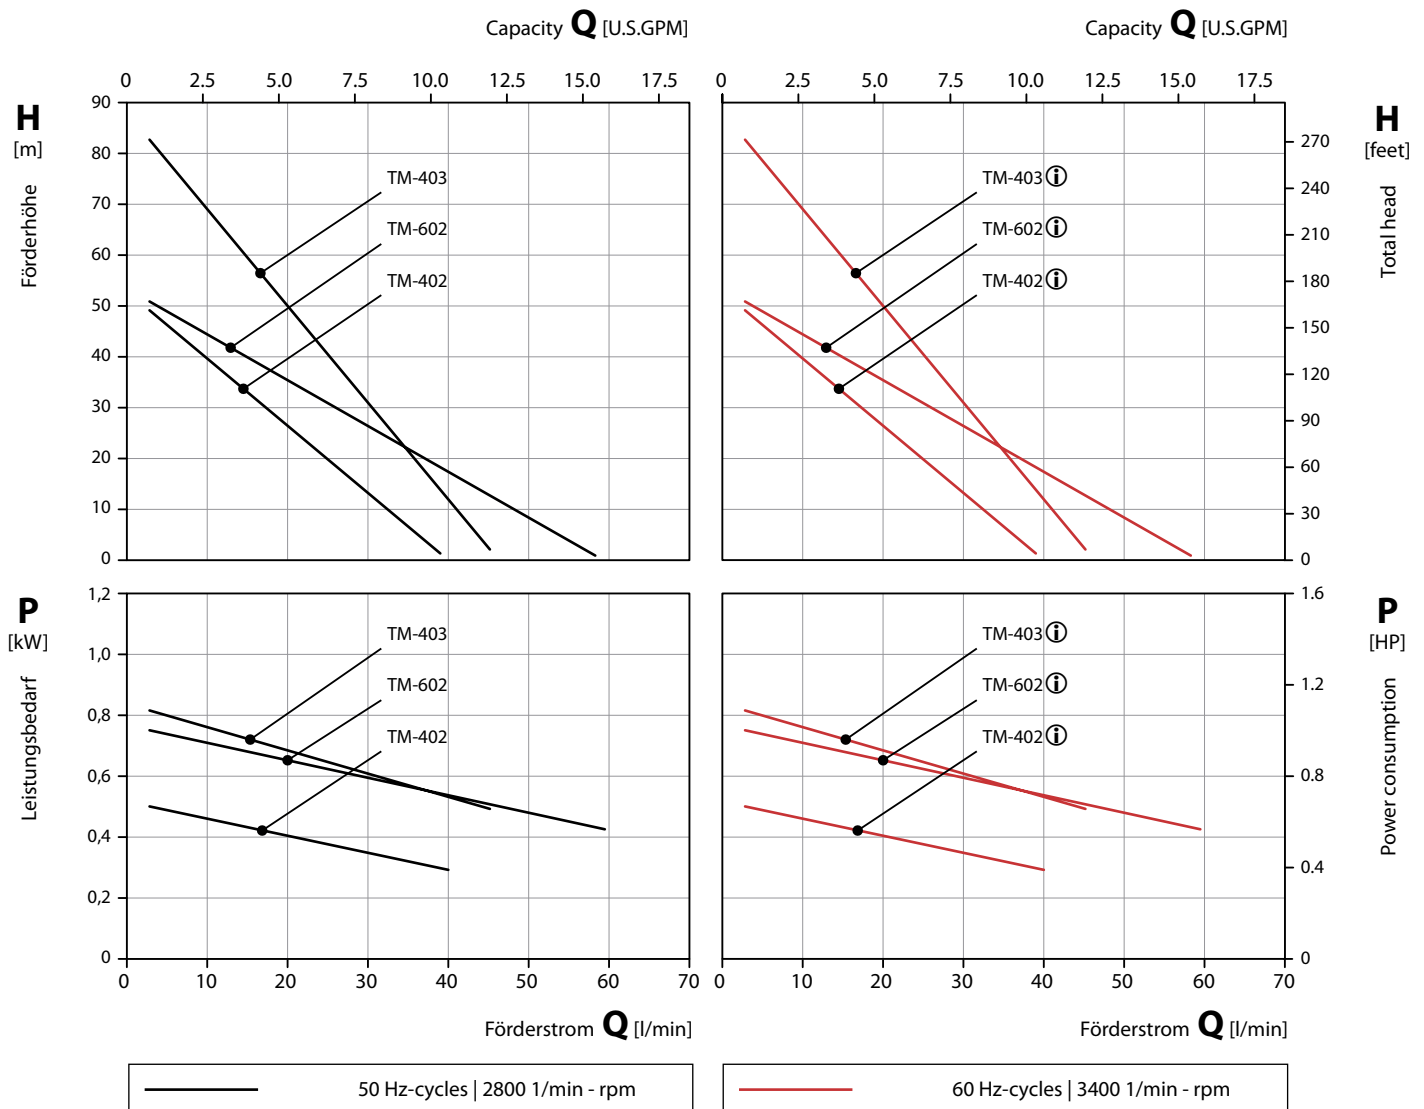 Capacity Q [U.S.GPM]
Capacity Q [U.S.GPM]
0 2.5 5.0 7.5 10.0 12.5 15.0 17.5
0 2.5 5.0 7.5 10.0 12.5 15.0 17.5
H
[m]
Förderhöhe
90
80
70
60
50
40
30
20
10
0
TM-403
TM-602
TM-402
TM-403 i
TM-602 i
TM-402 i
H
[feet]
Total head
270
240
210
180
150
120
90
60
30
0
P
[kW]
Leistungsbedarf
1,2
1,0
0,8
0,6
0,4
0,2
0
TM-403
TM-602
TM-402
TM-403 i
TM-602 i
TM-402 i
P
[HP]
Power consumption
1.6
1.2
0.8
0.4
0
0 10 20 30 40 50 60 70
0 10 20 30 40 50 60 70
Förderstrom Q [l/min]
Förderstrom Q [l/min]
50 Hz-cycles | 2800 1/min - rpm
60 Hz-cycles | 3400 1/min - rpm